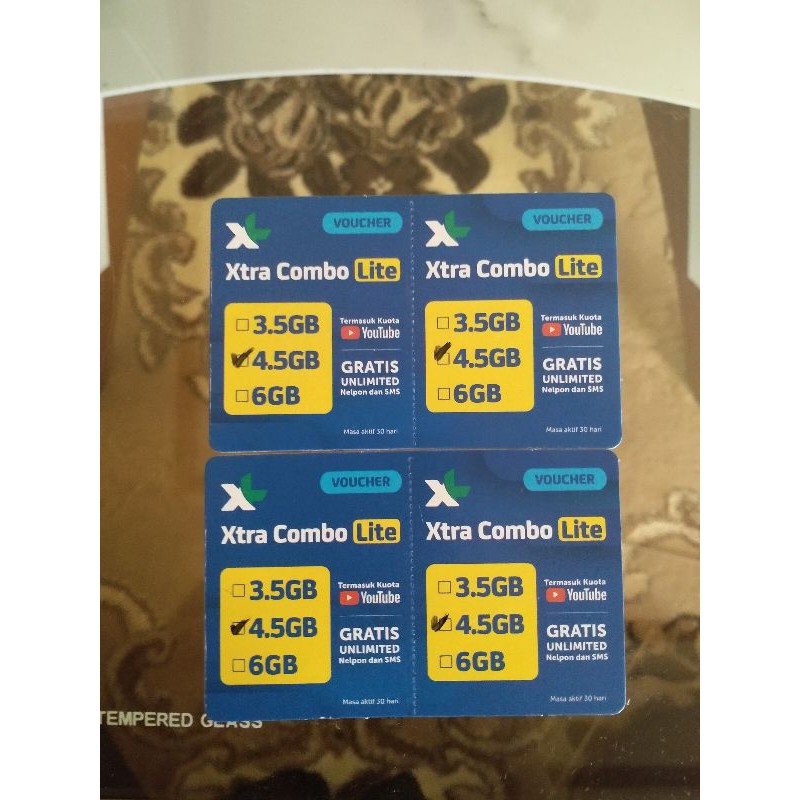 XL
VOUCHER
Xtra Combo Lite
3.5GB
4.5GB
6GB
Termasuk Kuota
YouTube
GRATIS
UNLIMITED
Nelpon dan SMS
Masa aktif 30 hari
XL
VOUCHER
Xtra Combo Lite
3.5GB
4.5GB
6GB
Termasuk Kuota
YouTube
GRATIS
UNLIMITED
Nelpon dan SMS
Masa aktif 30 hari
XL
VOUCHER
Xtra Combo Lite
3.5GB
4.5GB
6GB
Termasuk Kuota
YouTube
GRATIS
UNLIMITED
Nelpon dan SMS
Masa aktif 30 hari
XL
VOUCHER
Xtra Combo Lite
3.5GB
4.5GB
6GB
Termasuk Kuota
YouTube
GRATIS
UNLIMITED
Nelpon dan SMS
Masa aktif 30 hari
TEMPERED GLASS